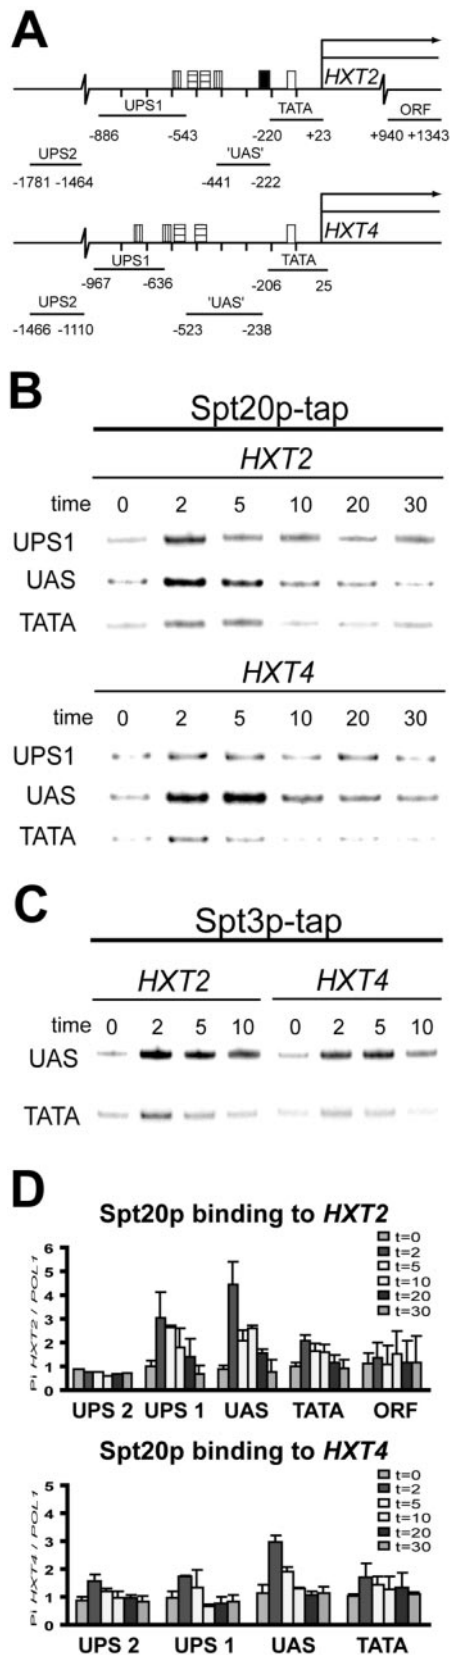 A
HXT2
UPS1 TATA ORF
-886 -543 -220 +23 +940 +1343
UPS2 'UAS'
-1781 -1464 -441 -222
HXT4
UPS1 TATA
-967 -636 -206 25
UPS2 'UAS'
-1466 -1110 -523 -238
B
Spt20p-tap
HXT2
time 0 2 5 10 20 30
UPS1
UAS
TATA
HXT4
time 0 2 5 10 20 30
UPS1
UAS
TATA
C
Spt3p-tap
HXT2 HXT4
time 0 2 5 10 0 2 5 10
UAS
TATA
D
Spt20p binding to HXT2
Pi HXT2 / POL1
6
5
4
3
2
1
0
t=0
t=2
t=5
t=10
t=20
t=30
UPS 2 UPS 1 UAS TATA ORF
Spt20p binding to HXT4
Pi HXT4 / POL1
5
4
3
2
1
0
t=0
t=2
t=5
t=10
t=20
t=30
UPS 2 UPS 1 UAS TATA